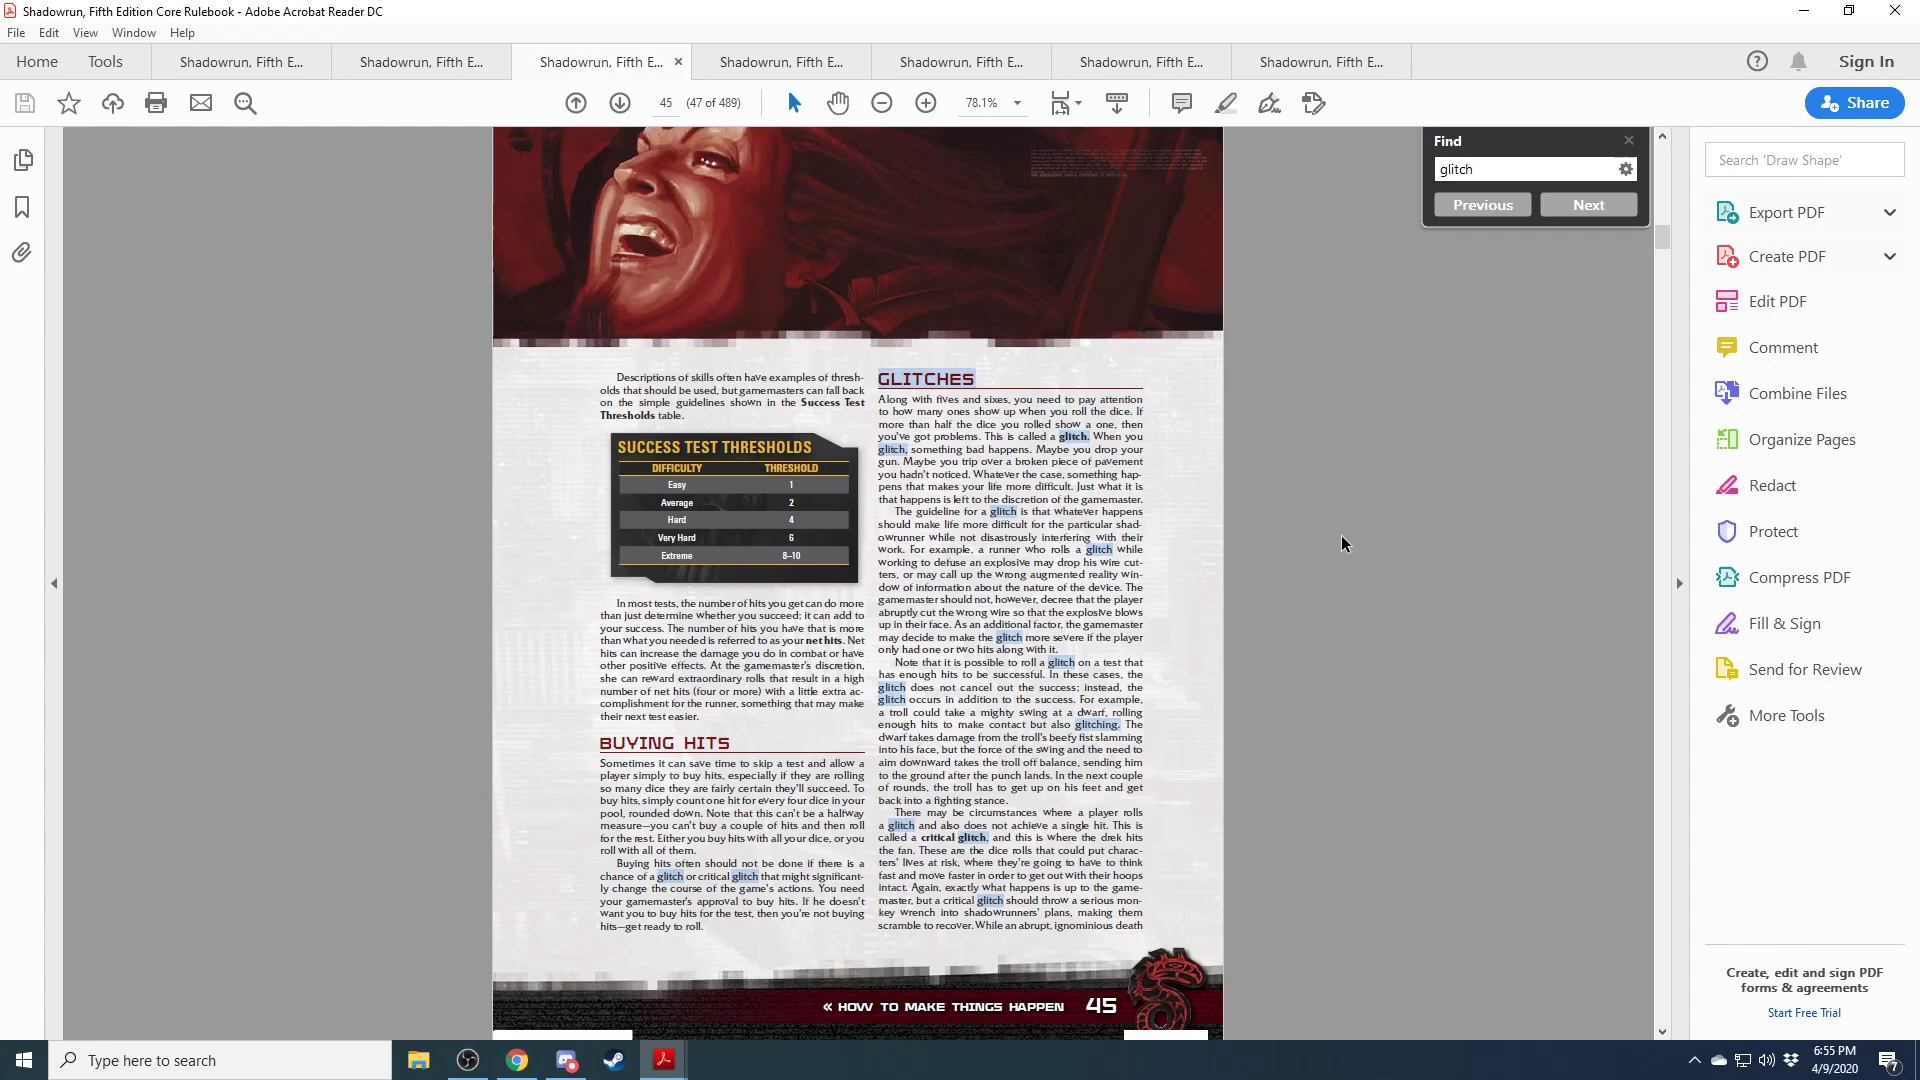 Shadowrun, Fifth Edition Core Rulebook - Adobe Acrobat Reader DC
File Edit View Window Help
Home Tools Shadowrun, Fifth E... Shadowrun, Fifth E... Shadowrun, Fifth E... Shadowrun, Fifth E... Shadowrun, Fifth E... Shadowrun, Fifth E... Shadowrun, Fifth E... Sign In
45 (47 of 489) 78.1% Share
Find
glitch
Previous Next
Descriptions of skills often have examples of thresh-
olds that should be used, but gamemasters can fall back
on the simple guidelines shown in the Success Test
Thresholds table.
SUCCESS TEST THRESHOLDS
DIFFICULTY THRESHOLD
Easy 1
Average 2
Hard 4
Very Hard 6
Extreme 8–10
In most tests, the number of hits you get can do more
than just determine whether you succeed; it can add to
your success. The number of hits you have that is more
than what you needed is referred to as your net hits. Net
hits can increase the damage you do in combat or have
other positive effects. At the gamemaster's discretion,
she can reward extraordinary rolls that result in a high
number of net hits (four or more) with a little extra ac-
complishment for the runner, something that may make
their next test easier.
BUYING HITS
Sometimes it can save time to skip a test and allow a
player simply to buy hits, especially if they are rolling
so many dice they are fairly certain they'll succeed. To
buy hits, simply count one hit for every four dice in your
pool, rounded down. Note that this can't be a halfway
measure—you can't buy a couple of hits and then roll
for the rest. Either you buy hits with all your dice, or you
roll with all of them.
Buying hits often should not be done if there is a
chance of a glitch or critical glitch that might significant-
ly change the course of the game's actions. You need
your gamemaster's approval to buy hits. If he doesn't
want you to buy hits for the test, then you're not buying
hits—get ready to roll.
GLITCHES
Along with fives and sixes, you need to pay attention
to how many ones show up when you roll the dice. If
more than half the dice you rolled show a one, then
you've got problems. This is called a glitch. When you
glitch, something bad happens. Maybe you drop your
gun. Maybe you trip over a broken piece of pavement
you hadn't noticed. Whatever the case, something hap-
pens that makes your life more difficult. Just what it is
that happens is left to the discretion of the gamemaster.
The guideline for a glitch is that whatever happens
should make life more difficult for the particular shad-
owrunner while not disastrously interfering with their
work. For example, a runner who rolls a glitch while
working to defuse an explosive may drop his wire cut-
ters, or may call up the wrong augmented reality win-
dow of information about the nature of the device. The
gamemaster should not, however, decree that the player
abruptly cut the wrong wire so that the explosive blows
up in their face. As an additional factor, the gamemaster
may decide to make the glitch more severe if the player
only had one or two hits along with it.
Note that it is possible to roll a glitch on a test that
has enough hits to be successful. In these cases, the
glitch does not cancel out the success; instead, the
glitch occurs in addition to the success. For example,
a troll could take a mighty swing at a dwarf, rolling
enough hits to make contact but also glitching. The
dwarf takes damage from the troll's beefy fist slamming
into his face, but the force of the swing and the need to
aim downward takes the troll off balance, sending him
to the ground after the punch lands. In the next couple
of rounds, the troll has to get up on his feet and get
back into a fighting stance.
There may be circumstances where a player rolls
a glitch and also does not achieve a single hit. This is
called a critical glitch, and this is where the drek hits
the fan. These are the dice rolls that could put charac-
ters' lives at risk, where they're going to have to think
fast and move faster in order to get out with their hoops
intact. Again, exactly what happens is up to the game-
master, but a critical glitch should throw a serious mon-
key wrench into shadowrunners' plans, making them
scramble to recover. While an abrupt, ignominious death
« HOW TO MAKE THINGS HAPPEN 45
Search 'Draw Shape'
Export PDF
Create PDF
Edit PDF
Comment
Combine Files
Organize Pages
Redact
Protect
Compress PDF
Fill & Sign
Send for Review
More Tools
Create, edit and sign PDF
forms & agreements
Start Free Trial
Type here to search
6:55 PM
4/9/2020
7